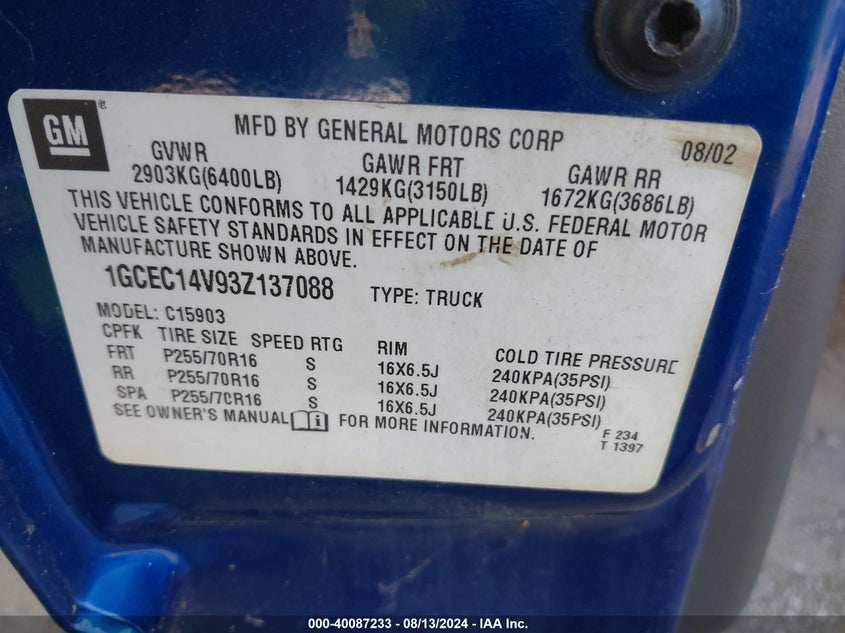 GM ®
MFD BY GENERAL MOTORS CORP 08/02
GVWR GAWR FRT GAWR RR
2903KG(6400LB) 1429KG(3150LB) 1672KG(3686LB)
THIS VEHICLE CONFORMS TO ALL APPLICABLE U.S. FEDERAL MOTOR
VEHICLE SAFETY STANDARDS IN EFFECT ON THE DATE OF
MANUFACTURE SHOWN ABOVE.
1GCEC14V93Z137088 TYPE: TRUCK
MODEL: C15903
CPFK TIRE SIZE SPEED RTG RIM COLD TIRE PRESSURE
FRT P255/70R16 S 16X6.5J 240KPA(35PSI)
RR P255/70R16 S 16X6.5J 240KPA(35PSI)
SPA P255/70R16 S 16X6.5J 240KPA(35PSI)
SEE OWNER'S MANUAL FOR MORE INFORMATION.
F 234
T 1397
000-40087233 - 08/13/2024 - IAA Inc.